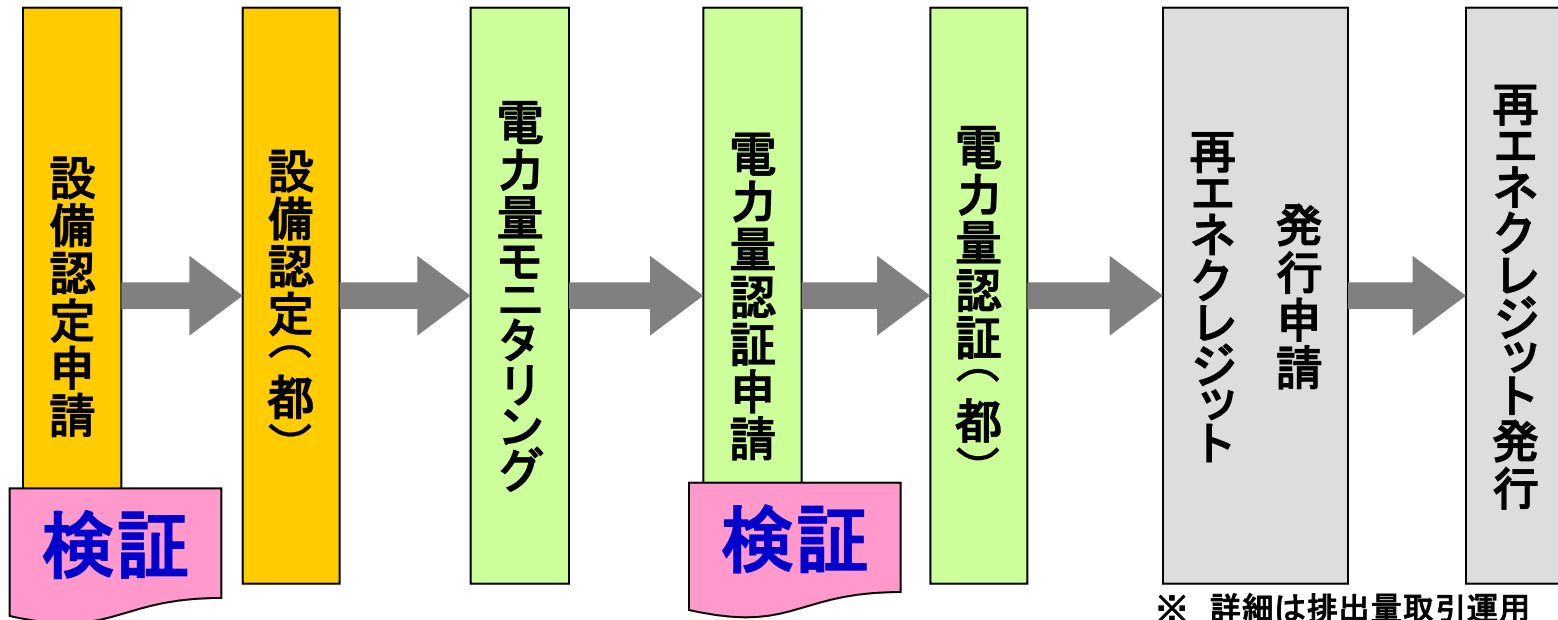 設備認定申請
検証
設備認定（都）
電力量モニタリング
電力量認証申請
検証
電力量認証（都）
再エネクレジット
発行申請
再エネクレジット発行
※ 詳細は排出量取引運用